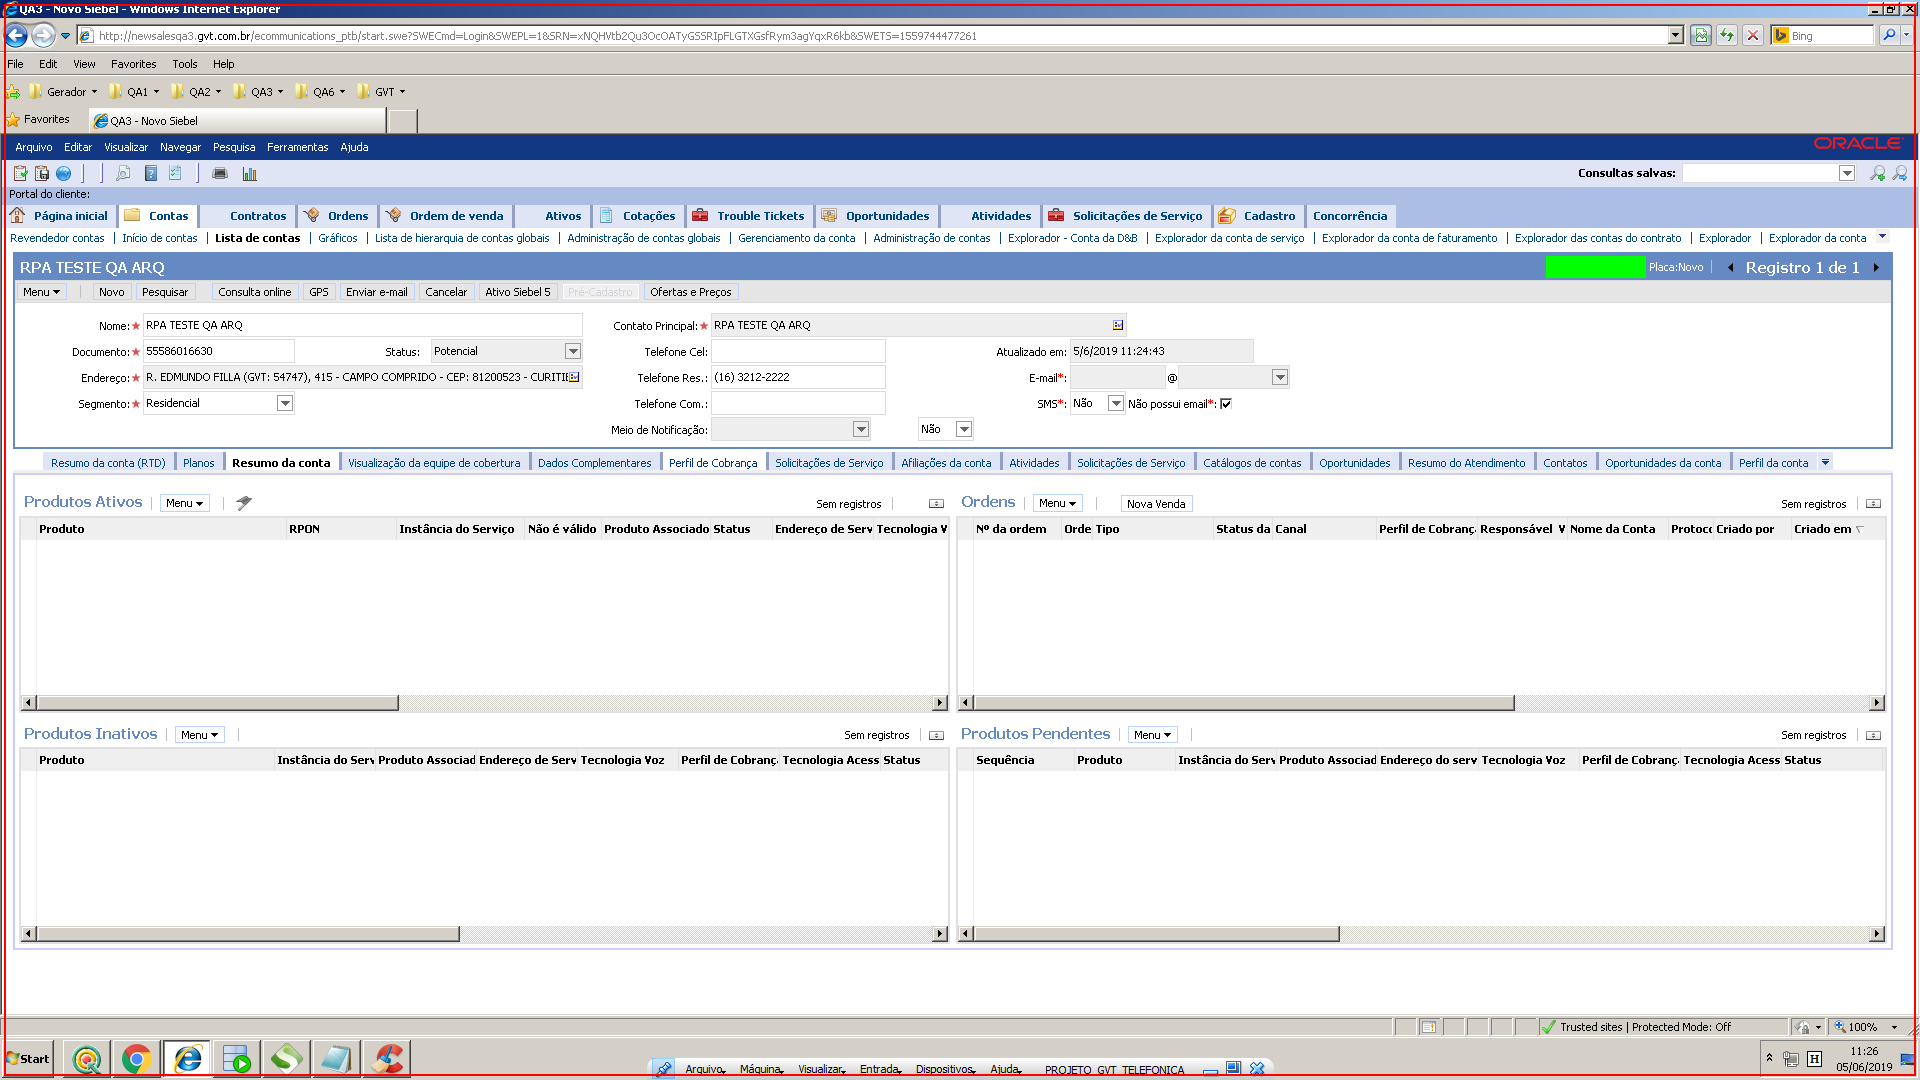 QA3 - Novo Siebel - Windows Internet Explorer
http://newsalesqa3.gvt.com.br/ecommunications_ptb/start.swe?SWECmd=Login&SWEPL=1&SRN=xNQHVtb2Qu3OcOATyGSSRIpFLGTXGsfRym3agYqxR6kb&SWETS=1559744477261
Bing
File Edit View Favorites Tools Help
Gerador QA1 QA2 QA3 QA6 GVT
Favorites QA3 - Novo Siebel
Arquivo Editar Visualizar Navegar Pesquisa Ferramentas Ajuda ORACLE
Consultas salvas:
Portal do cliente:
Página inicial Contas Contratos Ordens Ordem de venda Ativos Cotações Trouble Tickets Oportunidades Atividades Solicitações de Serviço Cadastro Concorrência
Revendedor contas Início de contas Lista de contas Gráficos Lista de hierarquia de contas globais Administração de contas globais Gerenciamento da conta Administração de contas Explorador - Conta da D&B Explorador da conta de serviço Explorador da conta de faturamento Explorador das contas do contrato Explorador Explorador da conta
RPA TESTE QA ARQ Placa:Novo Registro 1 de 1
Menu Novo Pesquisar Consulta online GPS Enviar e-mail Cancelar Ativo Siebel 5 Pré-Cadastro Ofertas e Preços
Nome: RPA TESTE QA ARQ Contato Principal: RPA TESTE QA ARQ
Documento: 55586016630 Status: Potencial Telefone Cel: Atualizado em: 5/6/2019 11:24:43
Endereço: R. EDMUNDO FILLA (GVT: 54747), 415 - CAMPO COMPRIDO - CEP: 81200523 - CURITIB Telefone Res.: (16) 3212-2222 E-mail*: @
Segmento: Residencial Telefone Com.: SMS*: Não Não possui email*:
Meio de Notificação: Não
Resumo da conta (RTD) Planos Resumo da conta Visualização da equipe de cobertura Dados Complementares Perfil de Cobrança Solicitações de Serviço Afiliações da conta Atividades Solicitações de Serviço Catálogos de contas Oportunidades Resumo do Atendimento Contatos Oportunidades da conta Perfil da conta
Produtos Ativos Menu Sem registros Ordens Menu Nova Venda Sem registros
Produto RPON Instância do Serviço Não é válido Produto Associado Status Endereço de Serv Tecnologia V Nº da ordem Orde Tipo Status da Canal Perfil de Cobranç Responsável V Nome da Conta Protoco Criado por Criado em
Produtos Inativos Menu Sem registros Produtos Pendentes Menu Sem registros
Produto Instância do Serv Produto Associad Endereço de Serv Tecnologia Voz Perfil de Cobranç Tecnologia Acess Status Sequência Produto Instância do Serv Produto Associad Endereço do serv Tecnologia Voz Perfil de Cobranç Tecnologia Acess Status
Trusted sites | Protected Mode: Off 100%
Start H 11:26
05/06/2019
Arquivo Máquina Visualizar Entrada Dispositivos Ajuda PROJETO_GVT_TELEFONICA